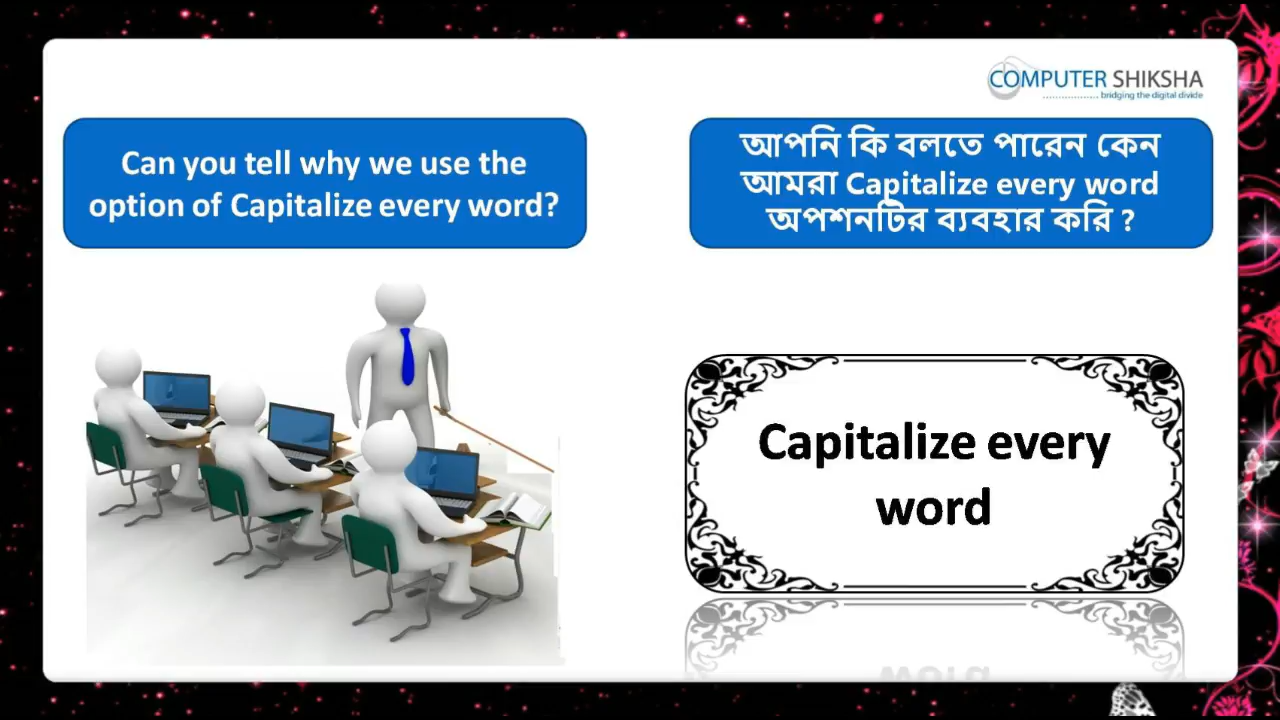 COMPUTER SHIKSHA
bridging the digital divide
Can you tell why we use the
option of Capitalize every word?
আপনি কি বলতে পারেন কেন
আমরা Capitalize every word
অপশনটির ব্যবহার করি ?
Capitalize every
word